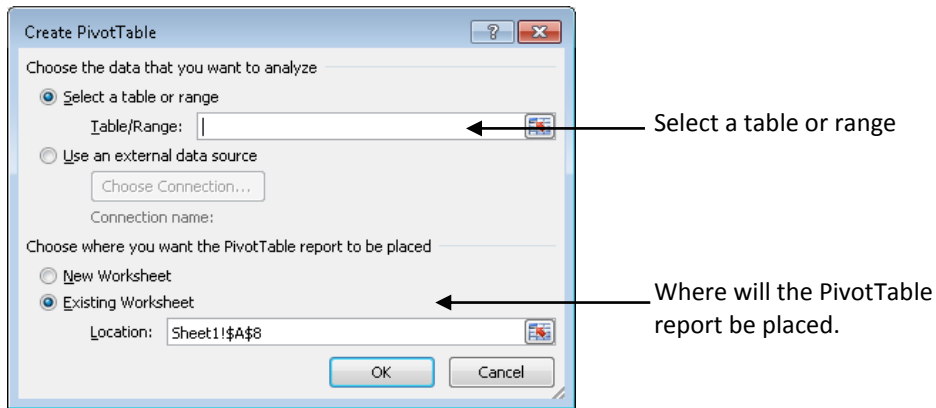 Create PivotTable
Choose the data that you want to analyze
Select a table or range
Table/Range:
Select a table or range
Use an external data source
Choose Connection...
Connection name:
Choose where you want the PivotTable report to be placed
New Worksheet
Existing Worksheet
Where will the PivotTable
report be placed.
Location: Sheet1!$A$8
OK Cancel